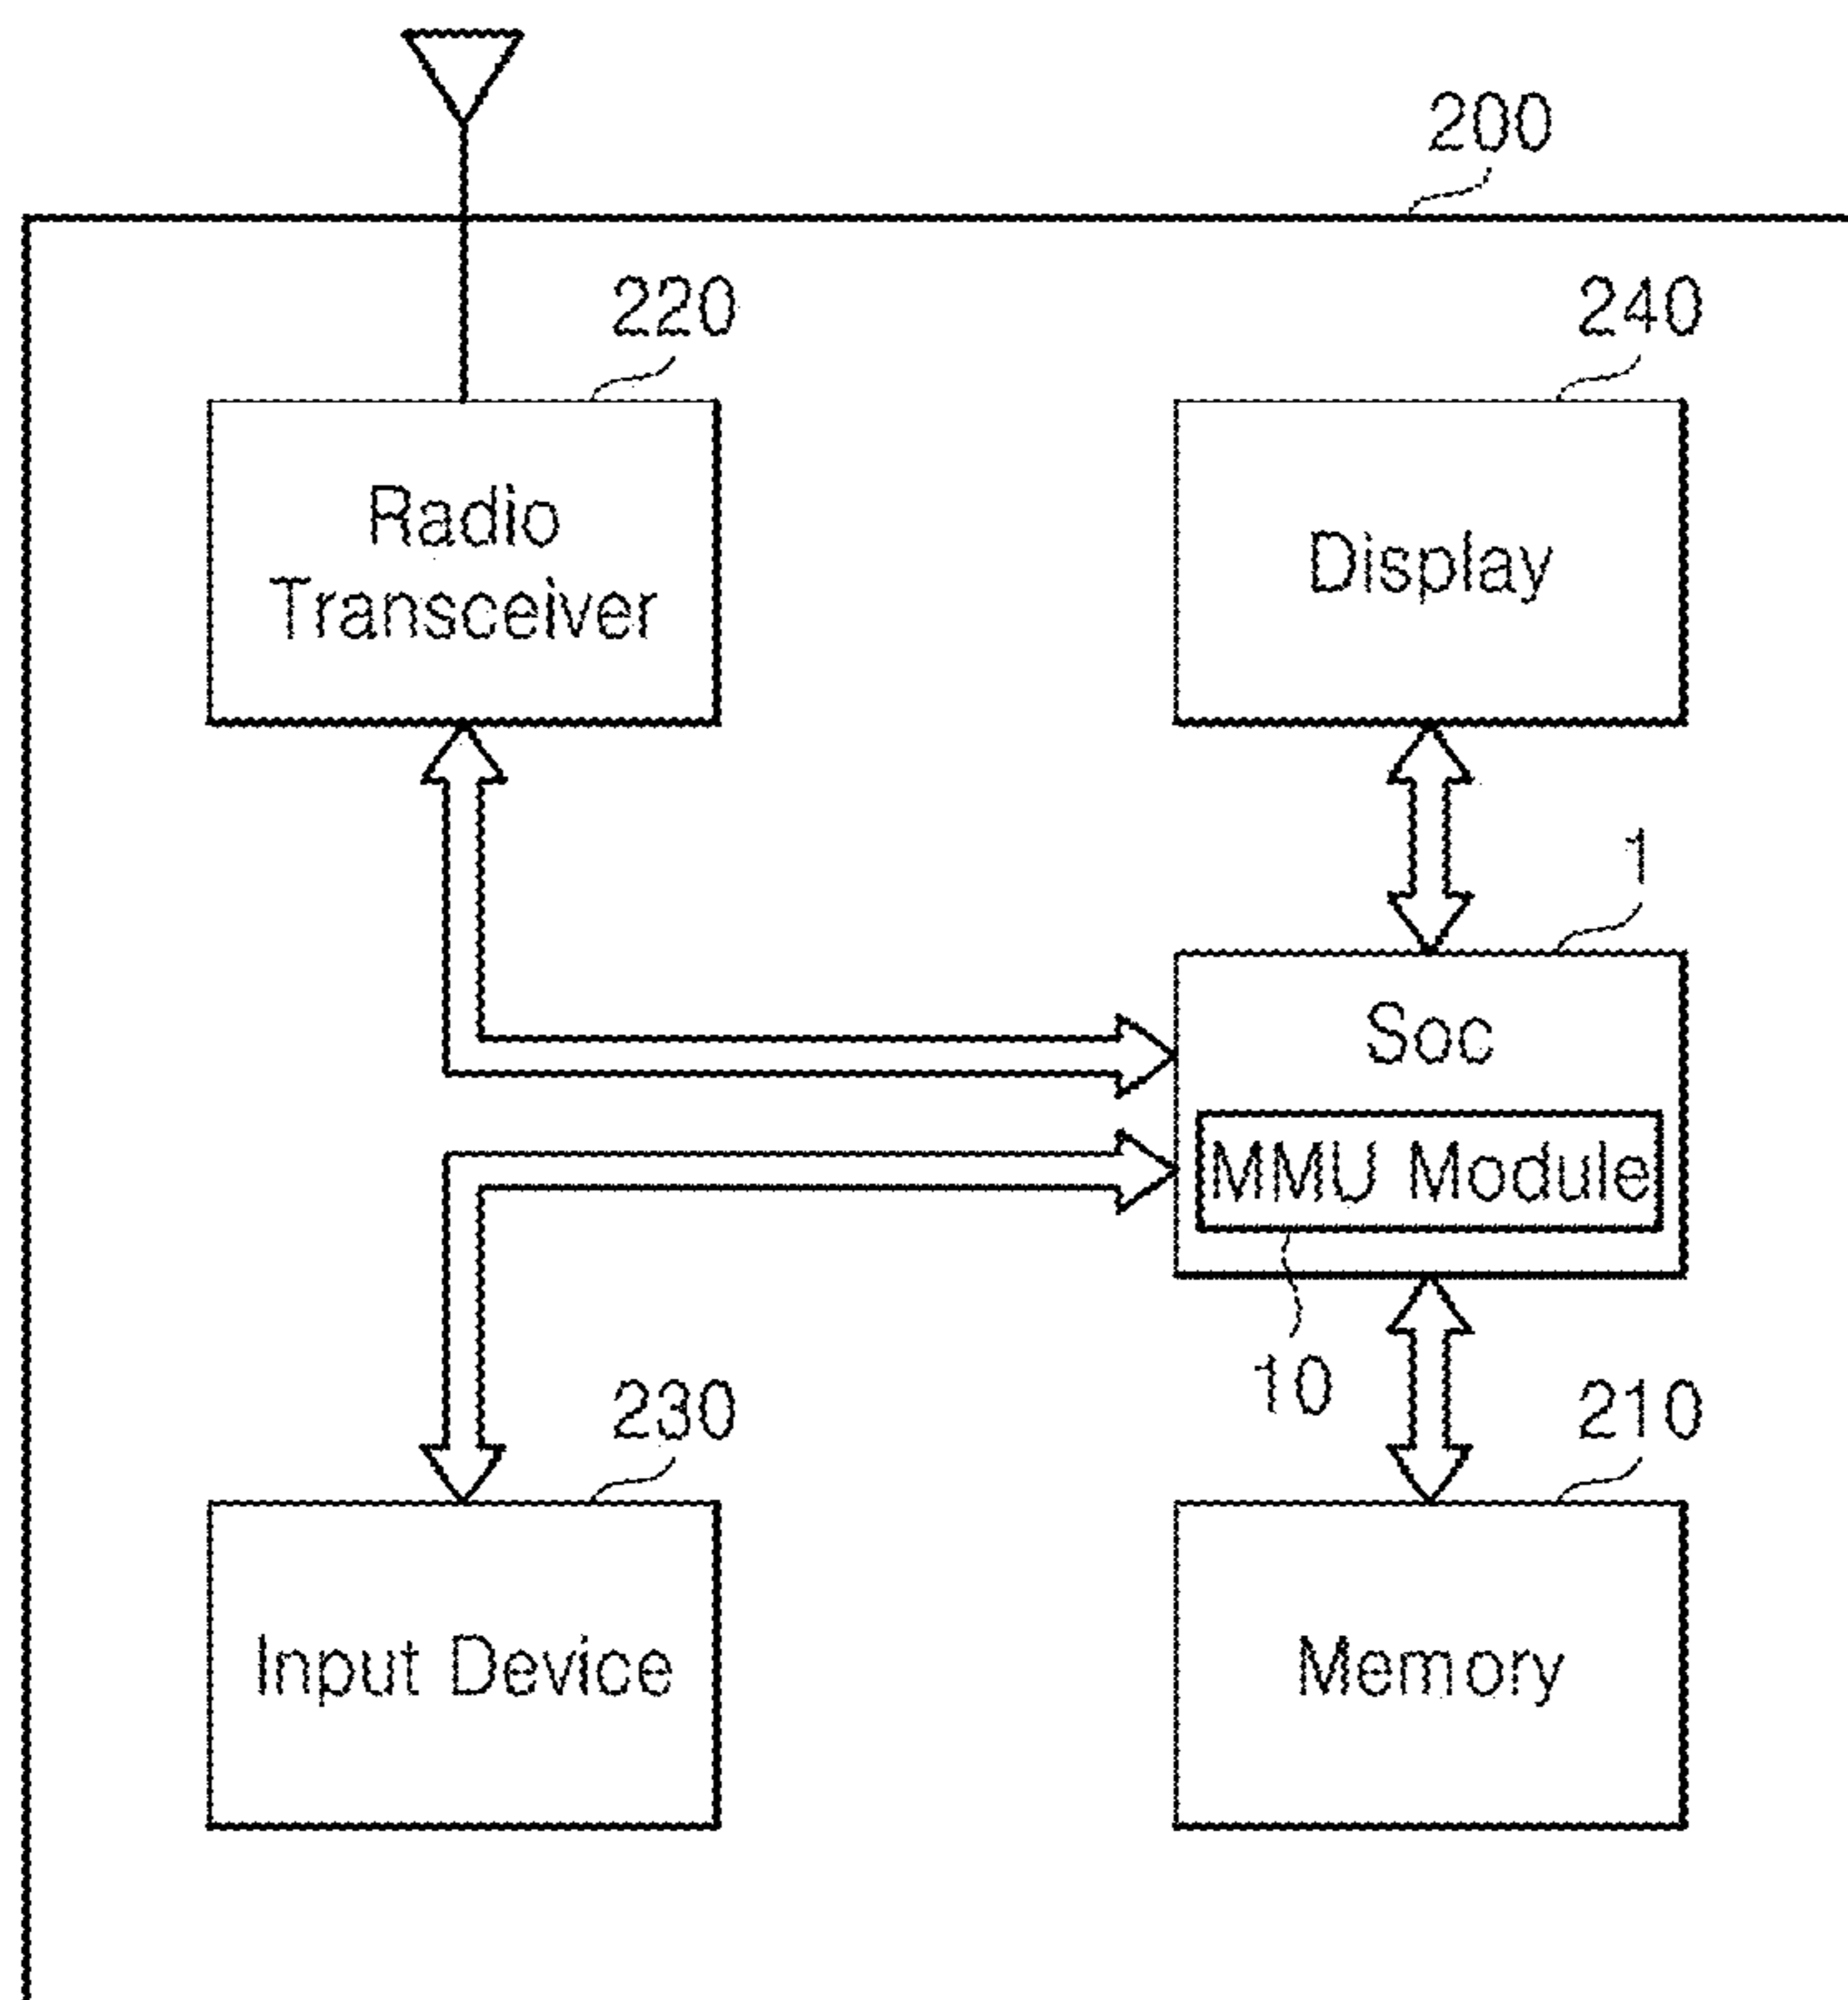 200
220
240
Radio
Transceiver
Display
1
Soc
MMU Module
10
230
210
Input Device
Memory